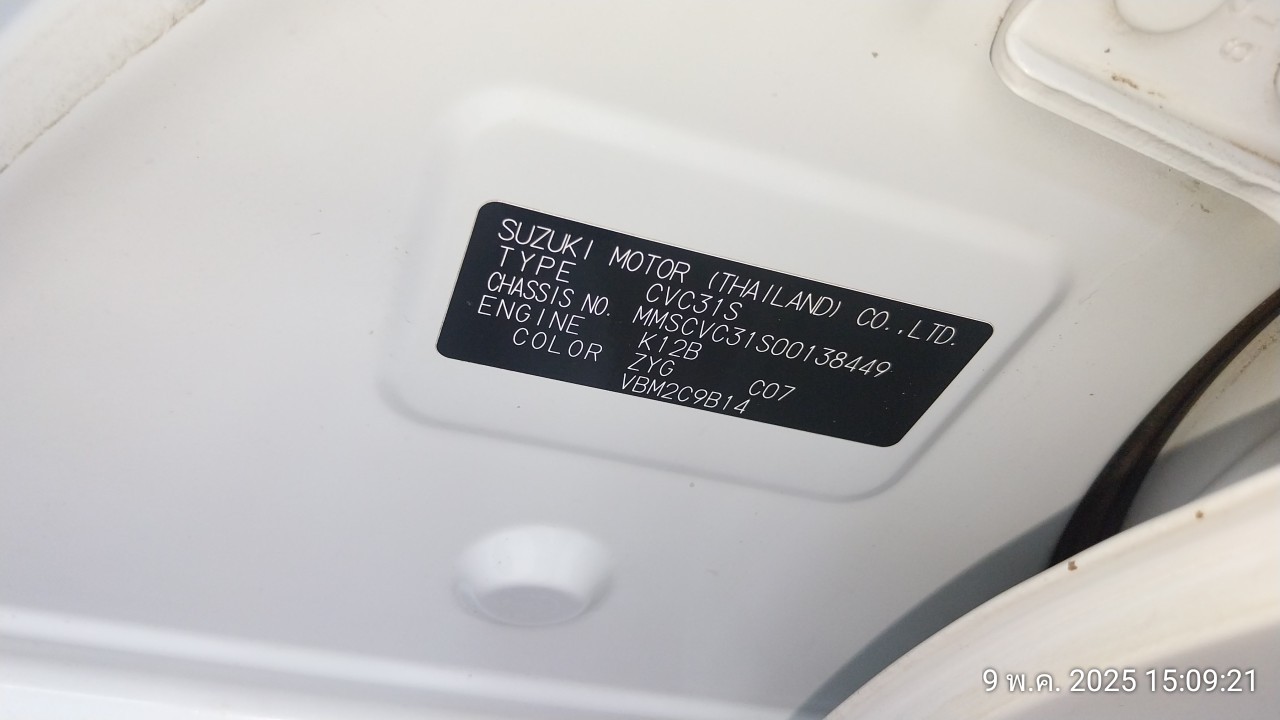 SUZUKI MOTOR (THAILAND) CO.,LTD.
TYPE CVC31S
CHASSIS NO. MMSCVC31S00138449
ENGINE K12B
COLOR ZYG C07
VBM2C9B14
9 พ.ค. 2025 15:09:21